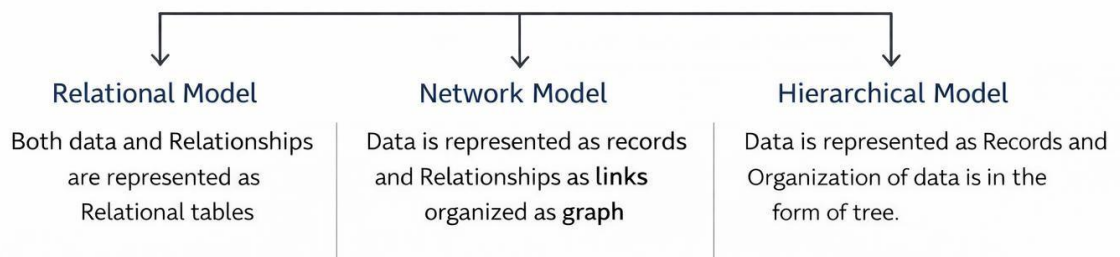 Relational Model
Both data and Relationships
are represented as
Relational tables
Network Model
Data is represented as records
and Relationships as links
organized as graph
Hierarchical Model
Data is represented as Records and
Organization of data is in the
form of tree.